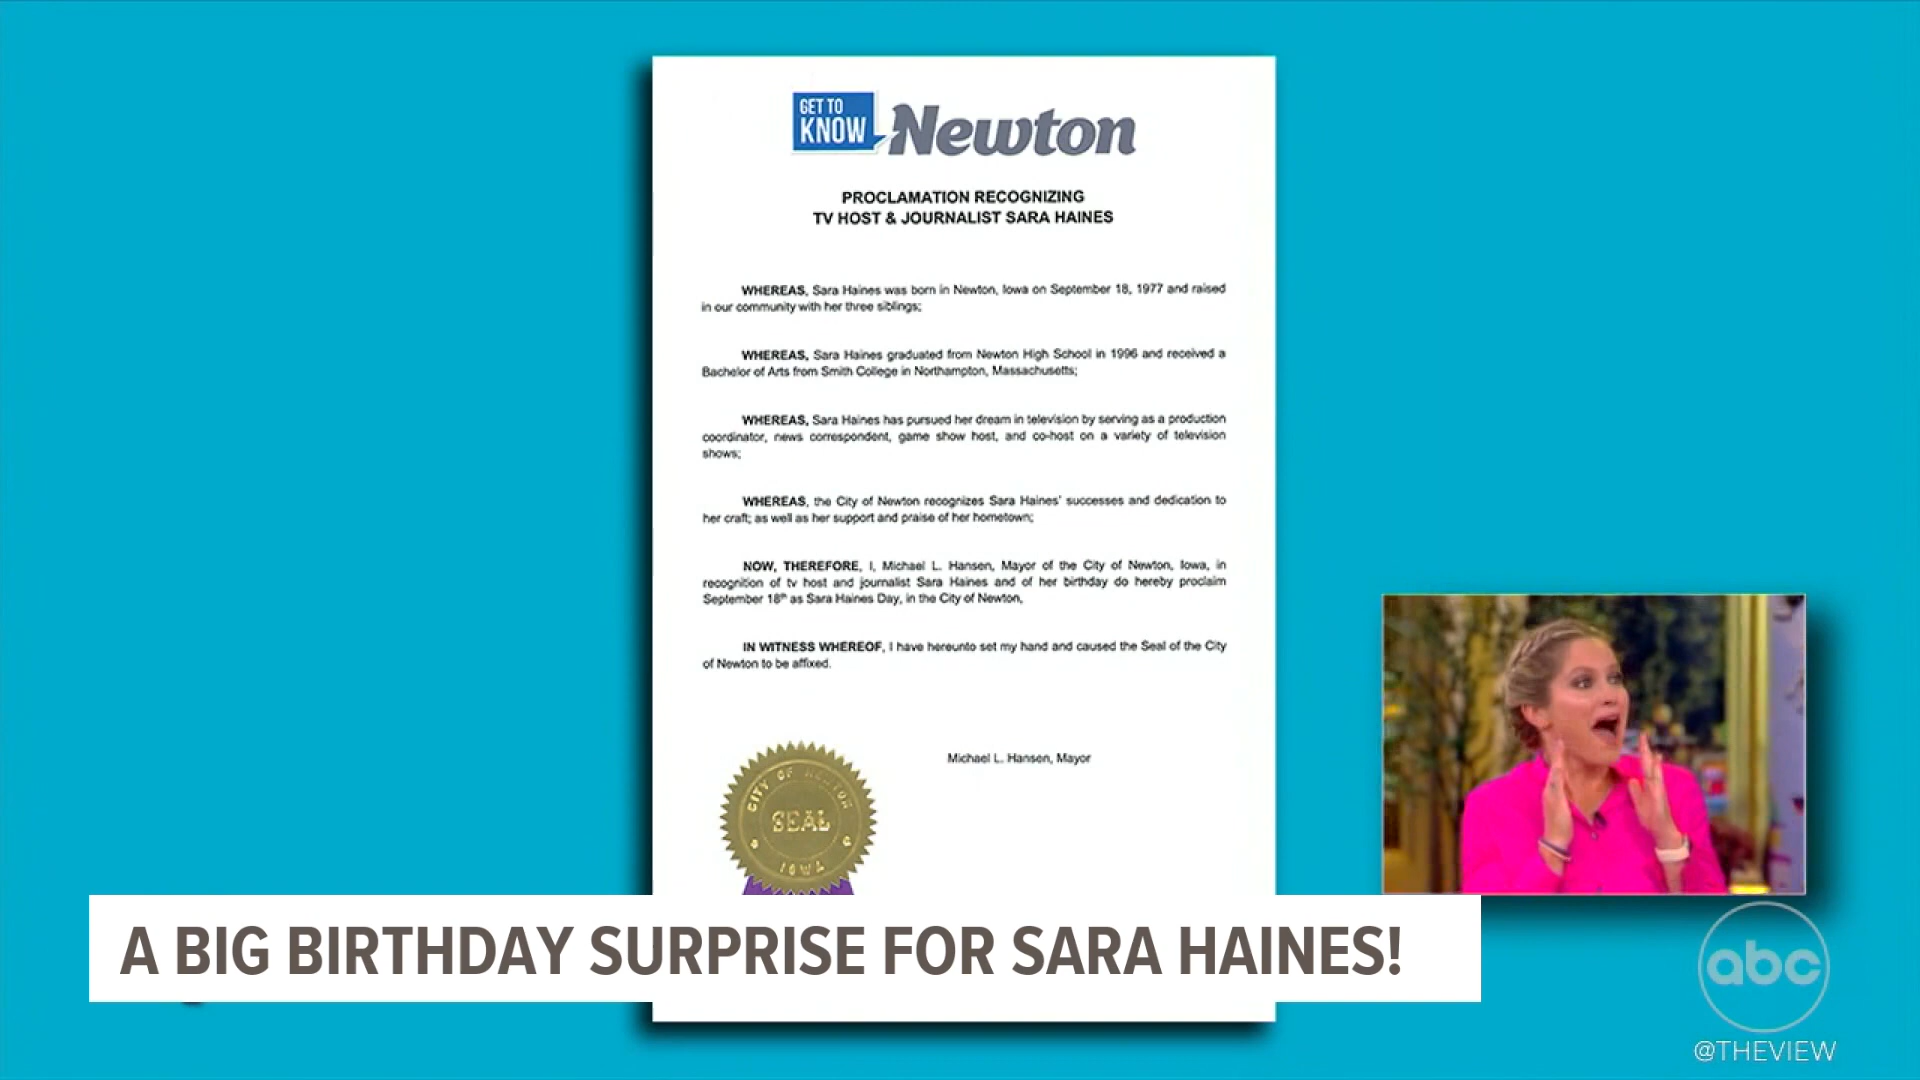 GET TO
KNOW
Newton
PROCLAMATION RECOGNIZING
TV HOST & JOURNALIST SARA HAINES
WHEREAS, Sara Haines was born in Newton, Iowa on September 18, 1977 and raised
in our community with her three siblings;
WHEREAS, Sara Haines graduated from Newton High School in 1996 and received a
Bachelor of Arts from Smith College in Northampton, Massachusetts;
WHEREAS, Sara Haines has pursued her dream in television by serving as a production
coordinator, news correspondent, game show host, and co-host on a variety of television
shows;
WHEREAS, the City of Newton recognizes Sara Haines' successes and dedication to
her craft; as well as her support and praise of her hometown;
NOW, THEREFORE, I, Michael L. Hansen, Mayor of the City of Newton, Iowa, in
recognition of tv host and journalist Sara Haines and of her birthday do hereby proclaim
September 18th as Sara Haines Day, in the City of Newton,
IN WITNESS WHEREOF, I have hereunto set my hand and caused the Seal of the City
of Newton to be affixed.
Michael L. Hansen, Mayor
CITY OF NEWTON
SEAL
IOWA
A BIG BIRTHDAY SURPRISE FOR SARA HAINES!
abc
@THEVIEW